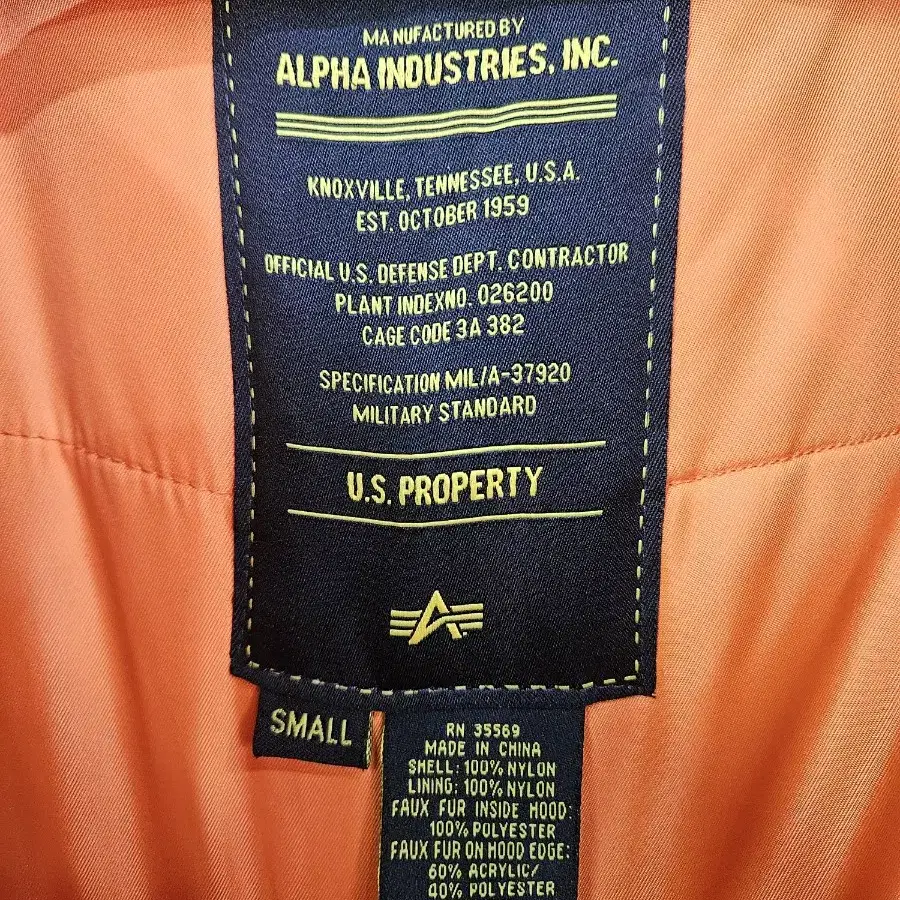 MANUFACTURED BY
ALPHA INDUSTRIES, INC.
KNOXVILLE, TENNESSEE, U.S.A.
EST. OCTOBER 1959
OFFICIAL U.S. DEFENSE DEPT. CONTRACTOR
PLANT INDEXNO. 026200
CAGE CODE 3A 382
SPECIFICATION MIL/A-37920
MILITARY STANDARD
U.S. PROPERTY
SMALL
RN 35569
MADE IN CHINA
SHELL: 100% NYLON
LINING: 100% NYLON
FAUX FUR INSIDE HOOD:
100% POLYESTER
FAUX FUR ON HOOD EDGE:
60% ACRYLIC/
40% POLYESTER